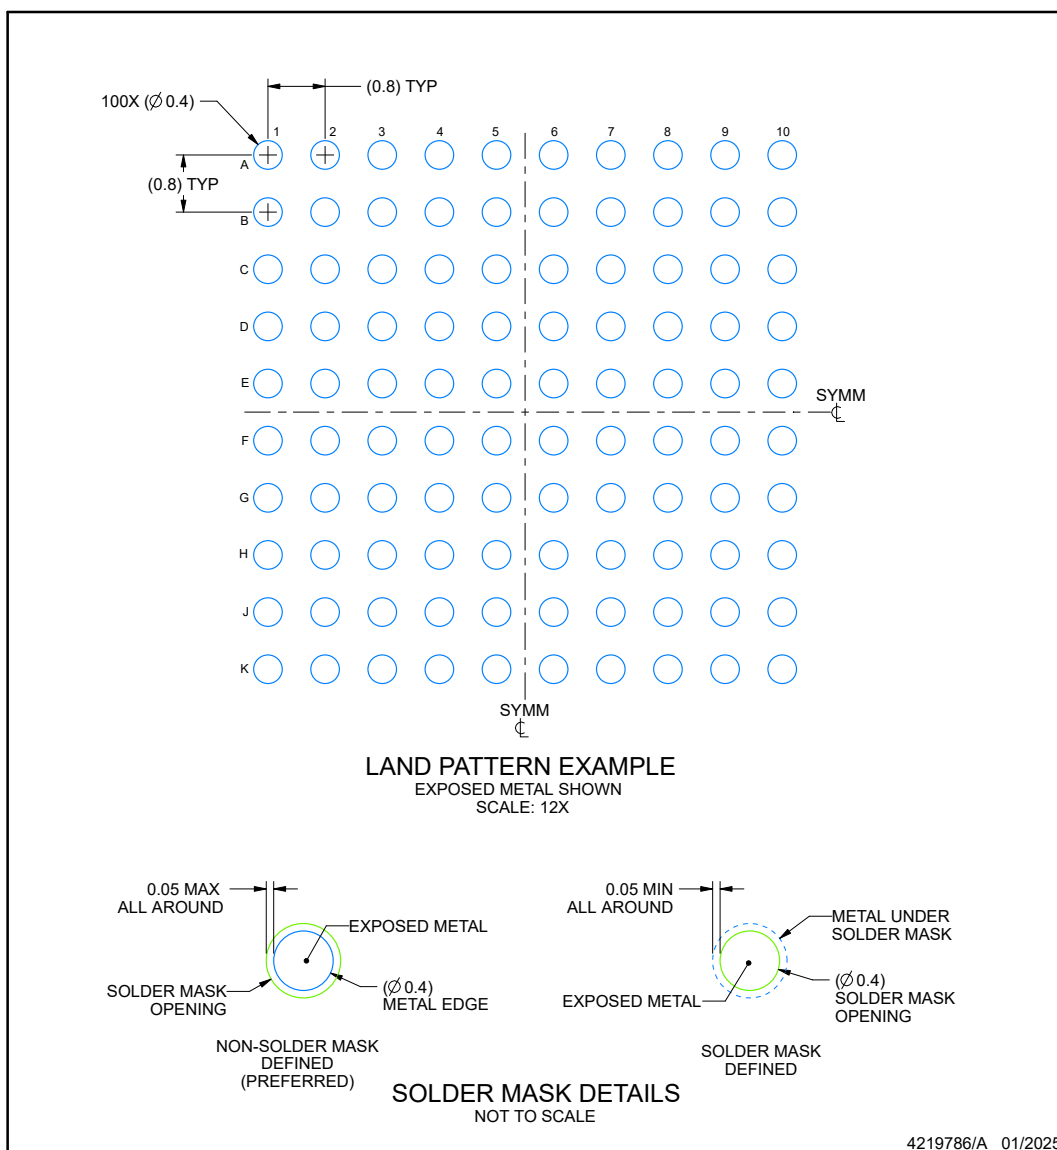 (0.8) TYP
100X (∅ 0.4)
1 2 3 4 5 6 7 8 9 10
A
(0.8) TYP
B
C
D
E
SYMM
℄
F
G
H
J
K
SYMM
℄
LAND PATTERN EXAMPLE
EXPOSED METAL SHOWN
SCALE: 12X
0.05 MAX
ALL AROUND
EXPOSED METAL
SOLDER MASK
OPENING
(∅ 0.4)
METAL EDGE
NON-SOLDER MASK
DEFINED
(PREFERRED)
0.05 MIN
ALL AROUND
METAL UNDER
SOLDER MASK
EXPOSED METAL
(∅ 0.4)
SOLDER MASK
OPENING
SOLDER MASK
DEFINED
SOLDER MASK DETAILS
NOT TO SCALE
4219786/A 01/2025